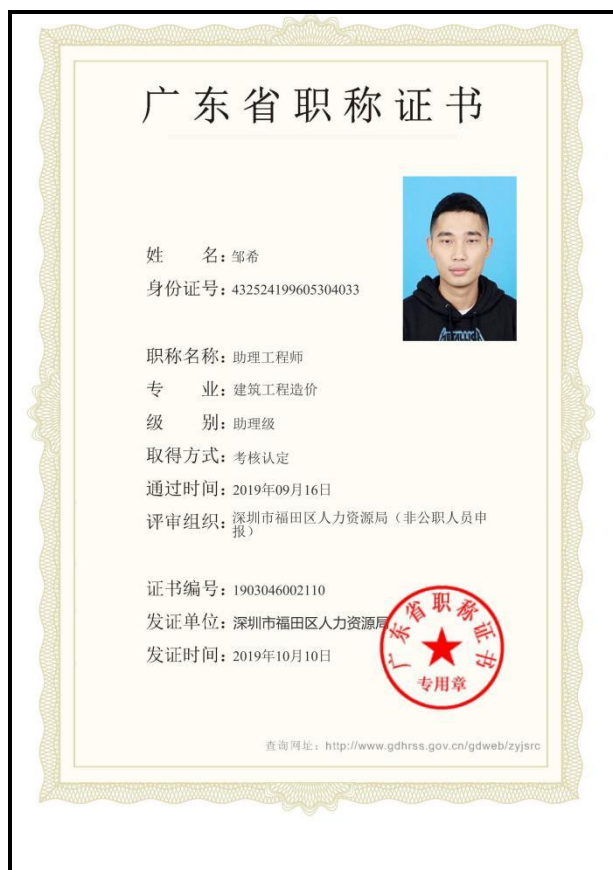 广东省职称证书
姓 名：邹希
身份证号：432524199605304033
职称名称：助理工程师
专 业：建筑工程造价
级 别：助理级
取得方式：考核认定
通过时间：2019年09月16日
评审组织：深圳市福田区人力资源局（非公职人员申
报）
证书编号：1903046002110
发证单位：深圳市福田区人力资源局
发证时间：2019年10月10日
广东省职称证书
专用章
查询网址：http://www.gdhrss.gov.cn/gdweb/zyjsrc